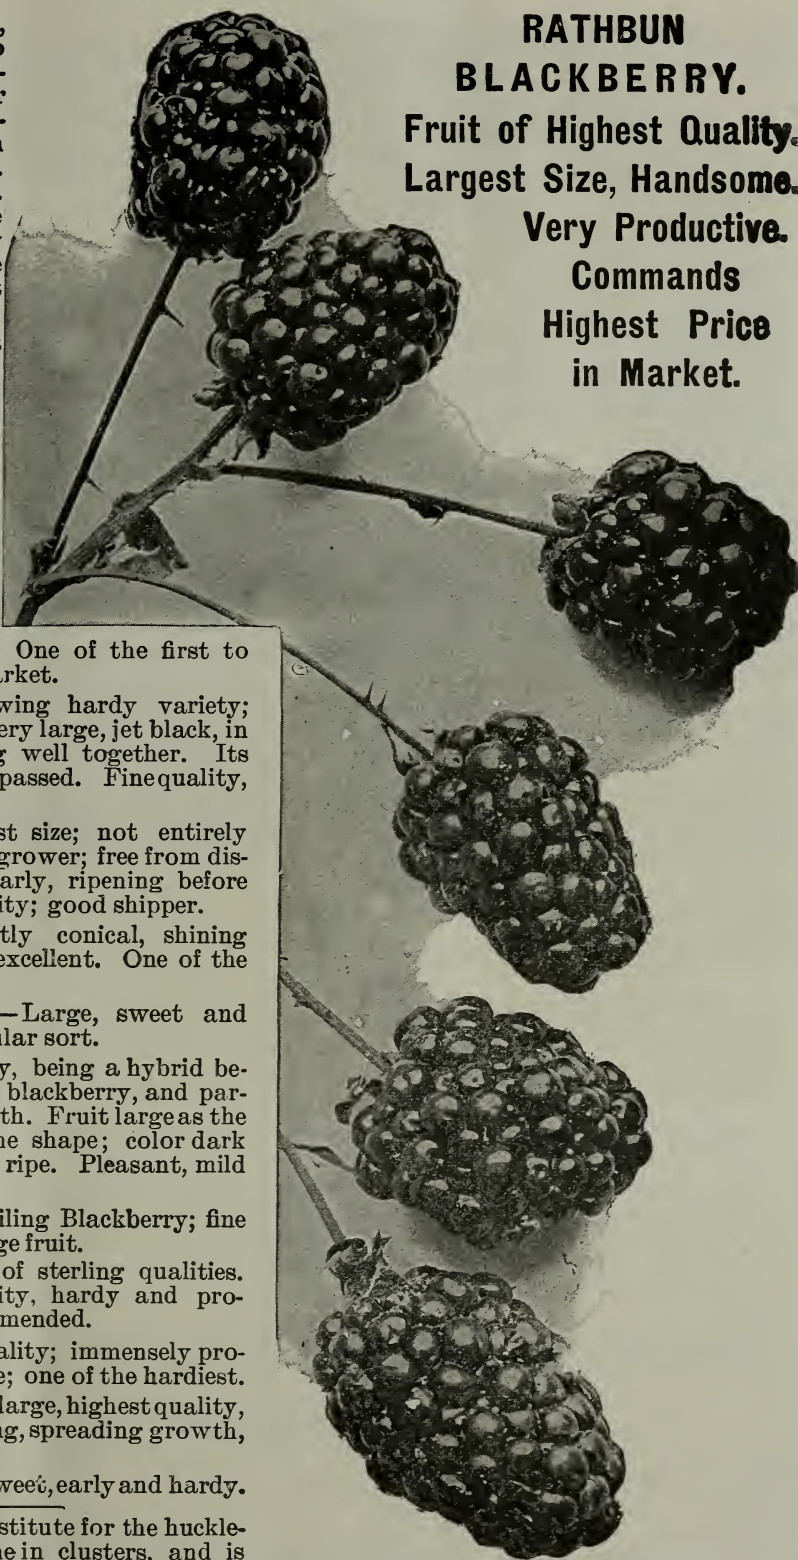 RATHBUN
BLACKBERRY.
Fruit of Highest Quality.
Largest Size, Handsome.
Very Productive.
Commands
Highest Price
in Market.
One of the first to
rket.
wing hardy variety;
ery large, jet black, in
g well together. Its
passed. Fine quality,
st size; not entirely
grower; free from dis-
arly, ripening before
ity; good shipper.
tly conical, shining
excellent. One of the
—Large, sweet and
lar sort.
y, being a hybrid be-
blackberry, and par-
th. Fruit large as the
ne shape; color dark
ripe. Pleasant, mild
iling Blackberry; fine
ge fruit.
of sterling qualities.
ity, hardy and pro-
mended.
ality; immensely pro-
e; one of the hardiest.
large, highest quality,
ng, spreading growth,
weet, early and hardy.
stitute for the huckle-
ne in clusters, and is